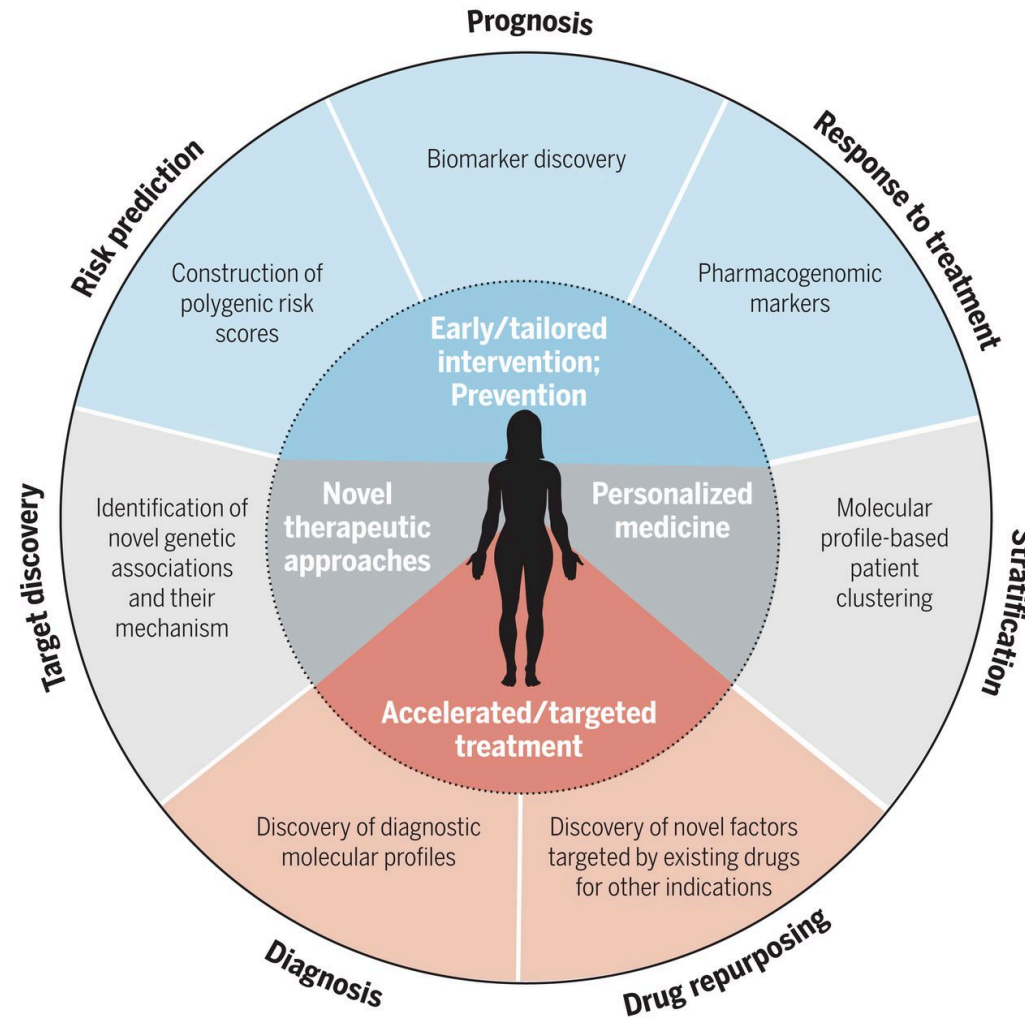 Prognosis
Risk prediction
Response to treatment
Biomarker discovery
Construction of
polygenic risk
scores
Pharmacogenomic
markers
Early/tailored
intervention;
Prevention
Target discovery
Identification of
novel genetic
associations
and their
mechanism
Novel
therapeutic
approaches
Personalized
medicine
Molecular
profile-based
patient
clustering
Stratification
Accelerated/targeted
treatment
Discovery of diagnostic
molecular profiles
Discovery of novel factors
targeted by existing drugs
for other indications
Diagnosis
Drug repurposing